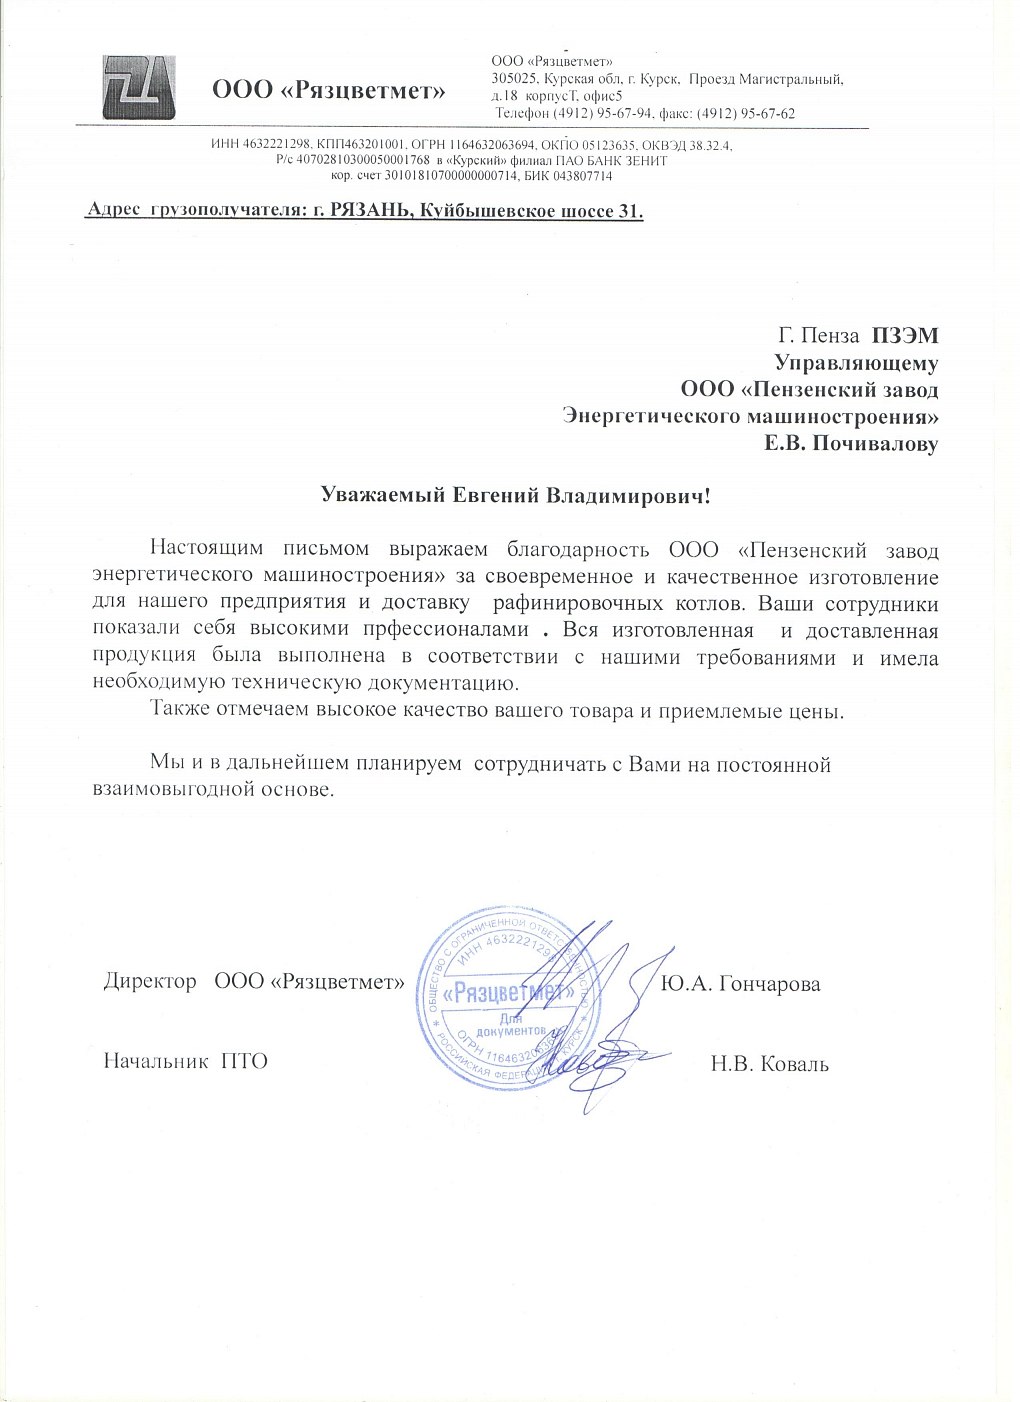 ООО «Рязцветмет»
305025, Курская обл, г. Курск, Проезд Магистральный,
д.18 корпусТ, офис5
Телефон (4912) 95-67-94, факс: (4912) 95-67-62
ООО «Рязцветмет»
ИНН 4632221298, КПП463201001, ОГРН 1164632063694, ОКПО 05123635, ОКВЭД 38.32.4,
Р/с 40702810300050001768 в «Курский» филиал ПАО БАНК ЗЕНИТ
кор. счет 30101810700000000714, БИК 043807714
Адрес грузополучателя: г. РЯЗАНЬ, Куйбышевское шоссе 31.
Г. Пенза ПЗЭМ
Управляющему
ООО «Пензенский завод
Энергетического машиностроения»
Е.В. Почивалову
Уважаемый Евгений Владимирович!
Настоящим письмом выражаем благодарность ООО «Пензенский завод
энергетического машиностроения» за своевременное и качественное изготовление
для нашего предприятия и доставку рафинировочных котлов. Ваши сотрудники
показали себя высокими прфессионалами . Вся изготовленная и доставленная
продукция была выполнена в соответствии с нашими требованиями и имела
необходимую техническую документацию.
Также отмечаем высокое качество вашего товара и приемлемые цены.
Мы и в дальнейшем планируем сотрудничать с Вами на постоянной
взаимовыгодной основе.
Директор ООО «Рязцветмет» Ю.А. Гончарова
ОБЩЕСТВО С ОГРАНИЧЕННОЙ ОТВЕТСТВЕННОСТЬЮ
ИНН 4632221298
«Рязцветмет»
Для
документов
ОГРН
РОССИЙСКАЯ ФЕДЕРАЦИЯ КУРСК
Начальник ПТО Н.В. Коваль